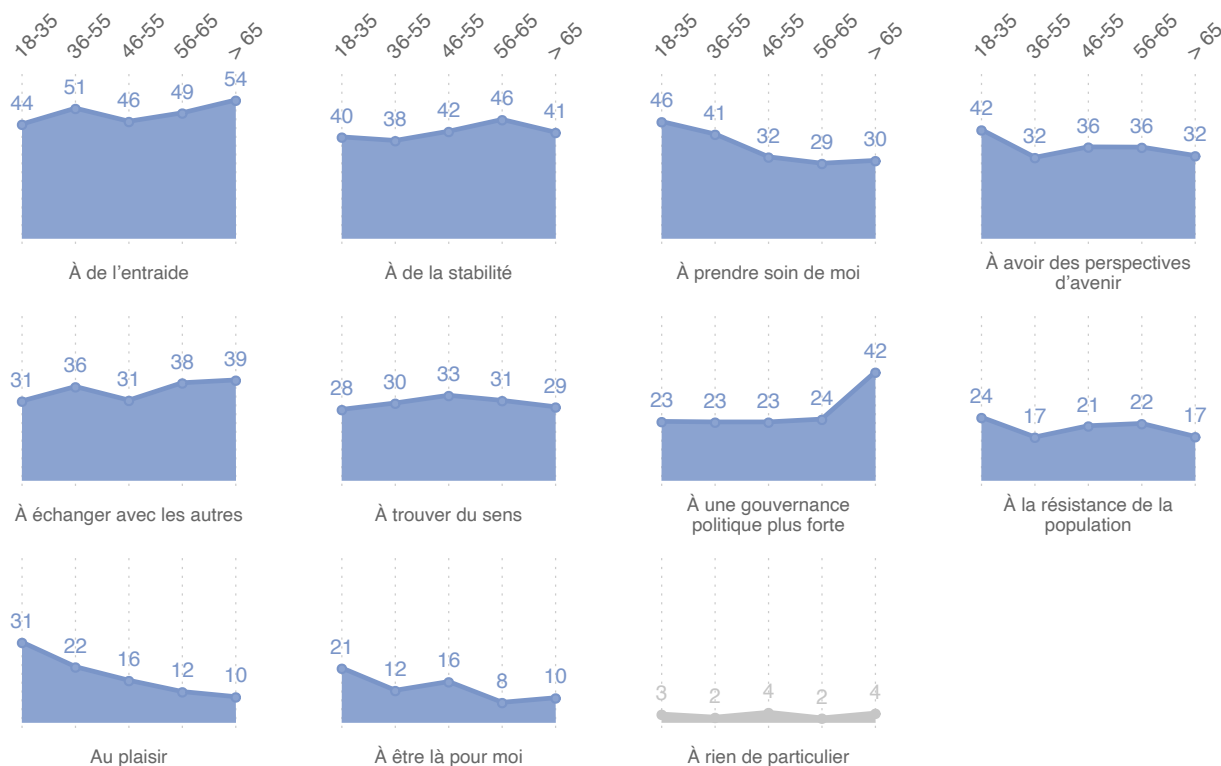 18-35 36-55 46-55 56-65 > 65
18-35 36-55 46-55 56-65 > 65
18-35 36-55 46-55 56-65 > 65
18-35 36-55 46-55 56-65 > 65
44 51 46 49 54
40 38 42 46 41
46 41 32 29 30
42 32 36 36 32
À de l’entraide
À de la stabilité
À prendre soin de moi
À avoir des perspectives
d’avenir
31 36 31 38 39
28 30 33 31 29
23 23 23 24 42
24 17 21 22 17
À échanger avec les autres
À trouver du sens
À une gouvernance
politique plus forte
À la résistance de la
population
31 22 16 12 10
21 12 16 8 10
3 2 4 2 4
Au plaisir
À être là pour moi
À rien de particulier